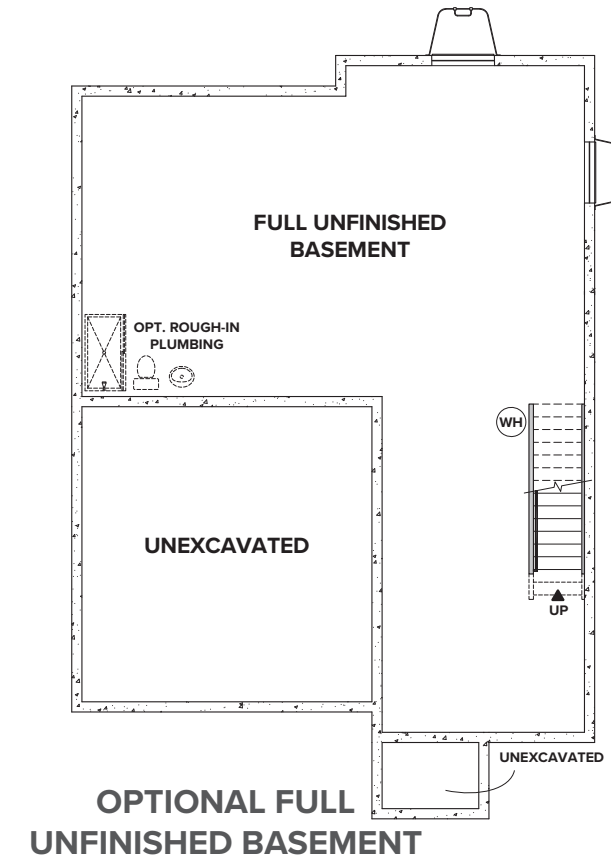 FULL UNFINISHED
BASEMENT
OPT. ROUGH-IN
PLUMBING
WH
UNEXCAVATED
UP
UNEXCAVATED
OPTIONAL FULL
UNFINISHED BASEMENT